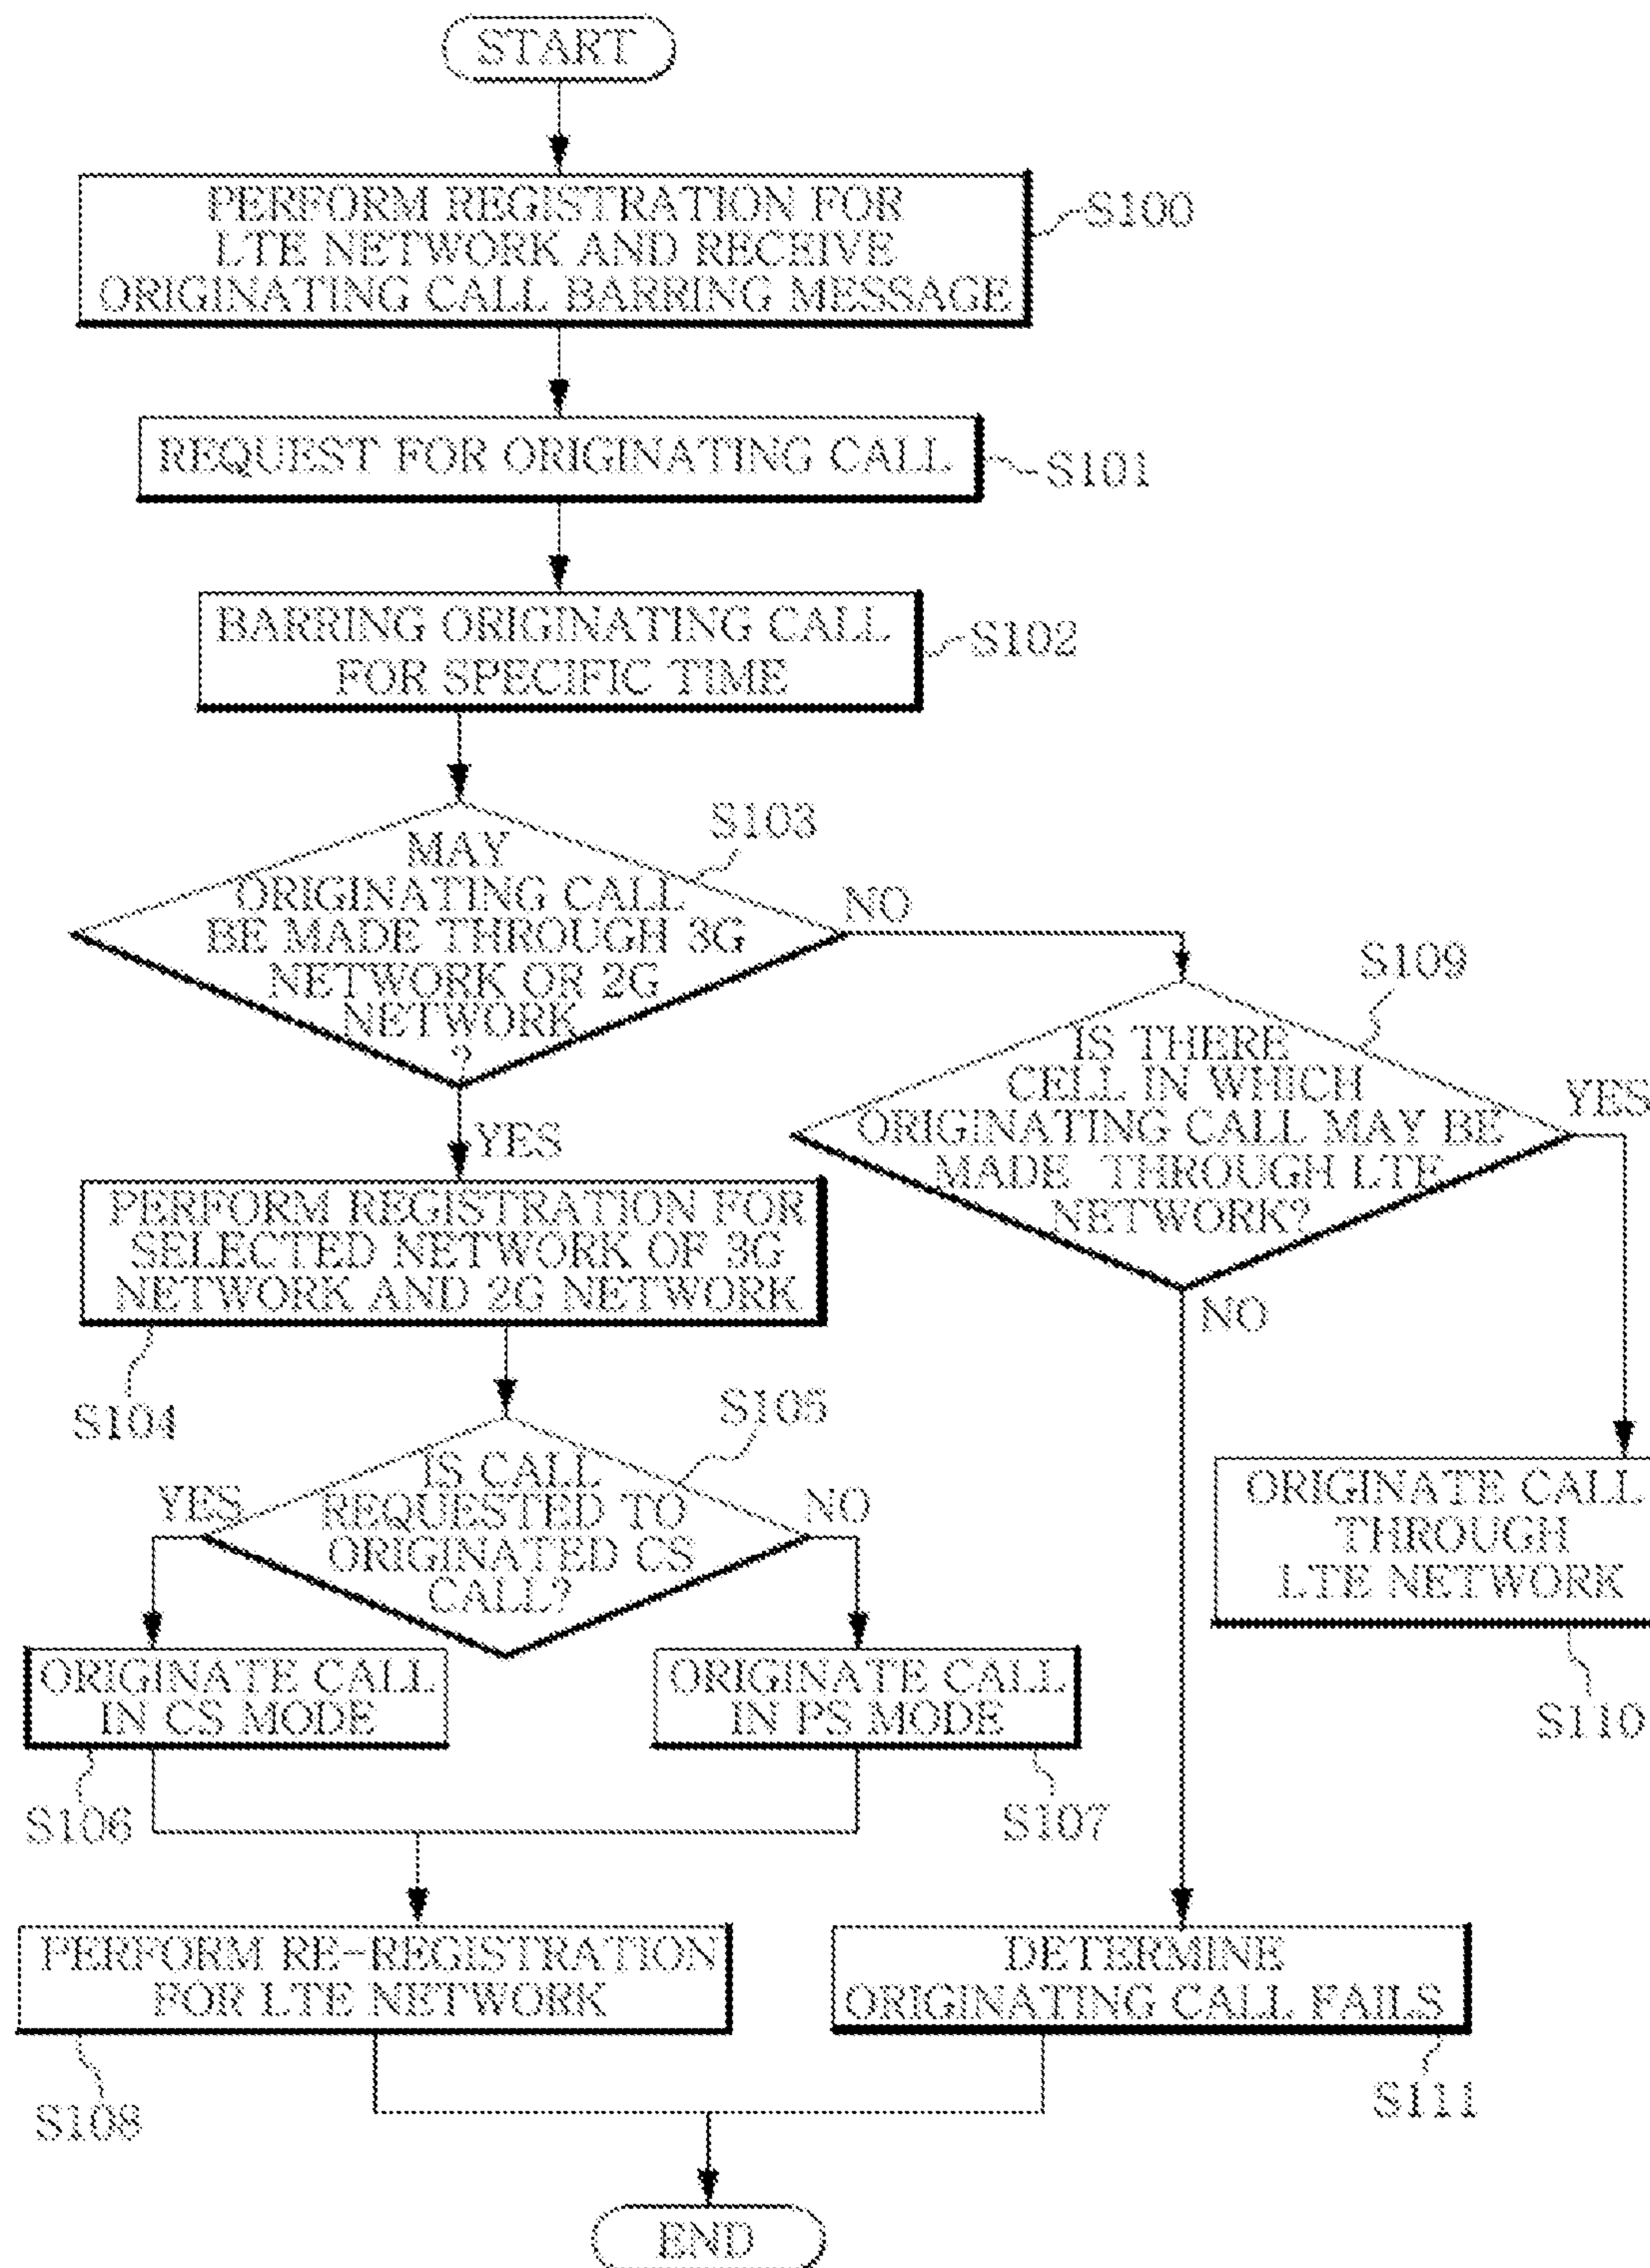 START
PERFORM REGISTRATION FOR
LTE NETWORK AND RECEIVE
ORIGINATING CALL BARRING MESSAGE
S100
REQUEST FOR ORIGINATING CALL
S101
BARRING ORIGINATING CALL
FOR SPECIFIC TIME
S102
S103
MAY
ORIGINATING CALL
BE MADE THROUGH 3G
NETWORK OR 2G
NETWORK
?
NO
YES
S109
IS THERE
CELL IN WHICH
ORIGINATING CALL MAY BE
MADE THROUGH LTE
NETWORK?
YES
NO
PERFORM REGISTRATION FOR
SELECTED NETWORK OF 3G
NETWORK AND 2G NETWORK
S104
S105
IS CALL
REQUESTED TO
ORIGINATED CS
CALL?
YES
NO
ORIGINATE CALL
THROUGH
LTE NETWORK
S110
ORIGINATE CALL
IN CS MODE
S106
ORIGINATE CALL
IN PS MODE
S107
PERFORM RE-REGISTRATION
FOR LTE NETWORK
S108
DETERMINE
ORIGINATING CALL FAILS
S111
END